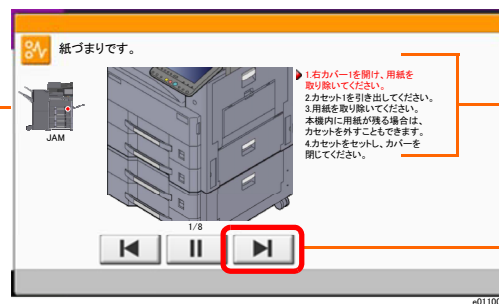 紙づまりです。
JAM
1.右カバー1を開け、用紙を
取り除いてください。
2.カセット1を引き出してください。
3.用紙を取り除いてください。
本機内に用紙が残る場合は、
カセットを外すこともできます。
4.カセットをセットし、カバーを
閉じてください。
1/8
e01100